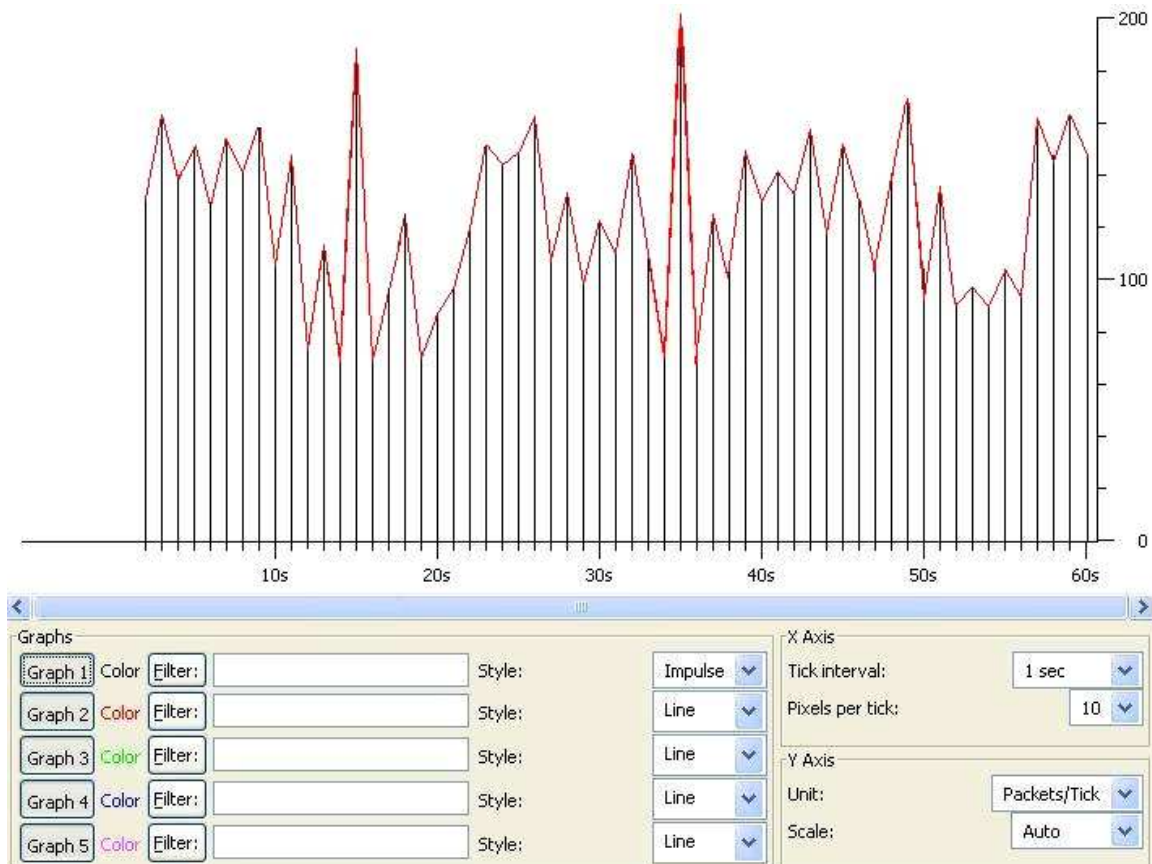 200
100
0
10s 20s 30s 40s 50s 60s
Graphs
Graph 1 Color Filter: Style: Impulse
Graph 2 Color Filter: Style: Line
Graph 3 Color Filter: Style: Line
Graph 4 Color Filter: Style: Line
Graph 5 Color Filter: Style: Line
X Axis
Tick interval: 1 sec
Pixels per tick: 10
Y Axis
Unit: Packets/Tick
Scale: Auto